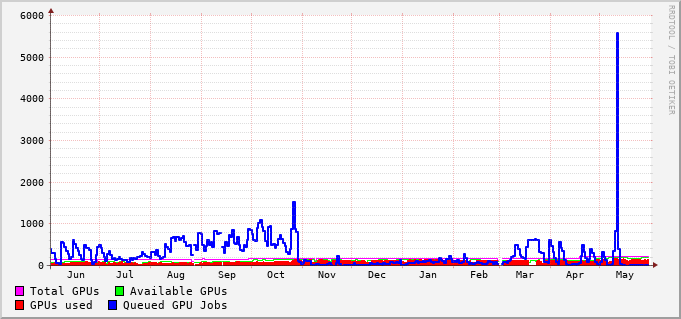 6000
5000
4000
3000
2000
1000
0
Jun Jul Aug Sep Oct Nov Dec Jan Feb Mar Apr May
Total GPUs Available GPUs
GPUs used Queued GPU Jobs
RRDTOOL / TOBI OETIKER